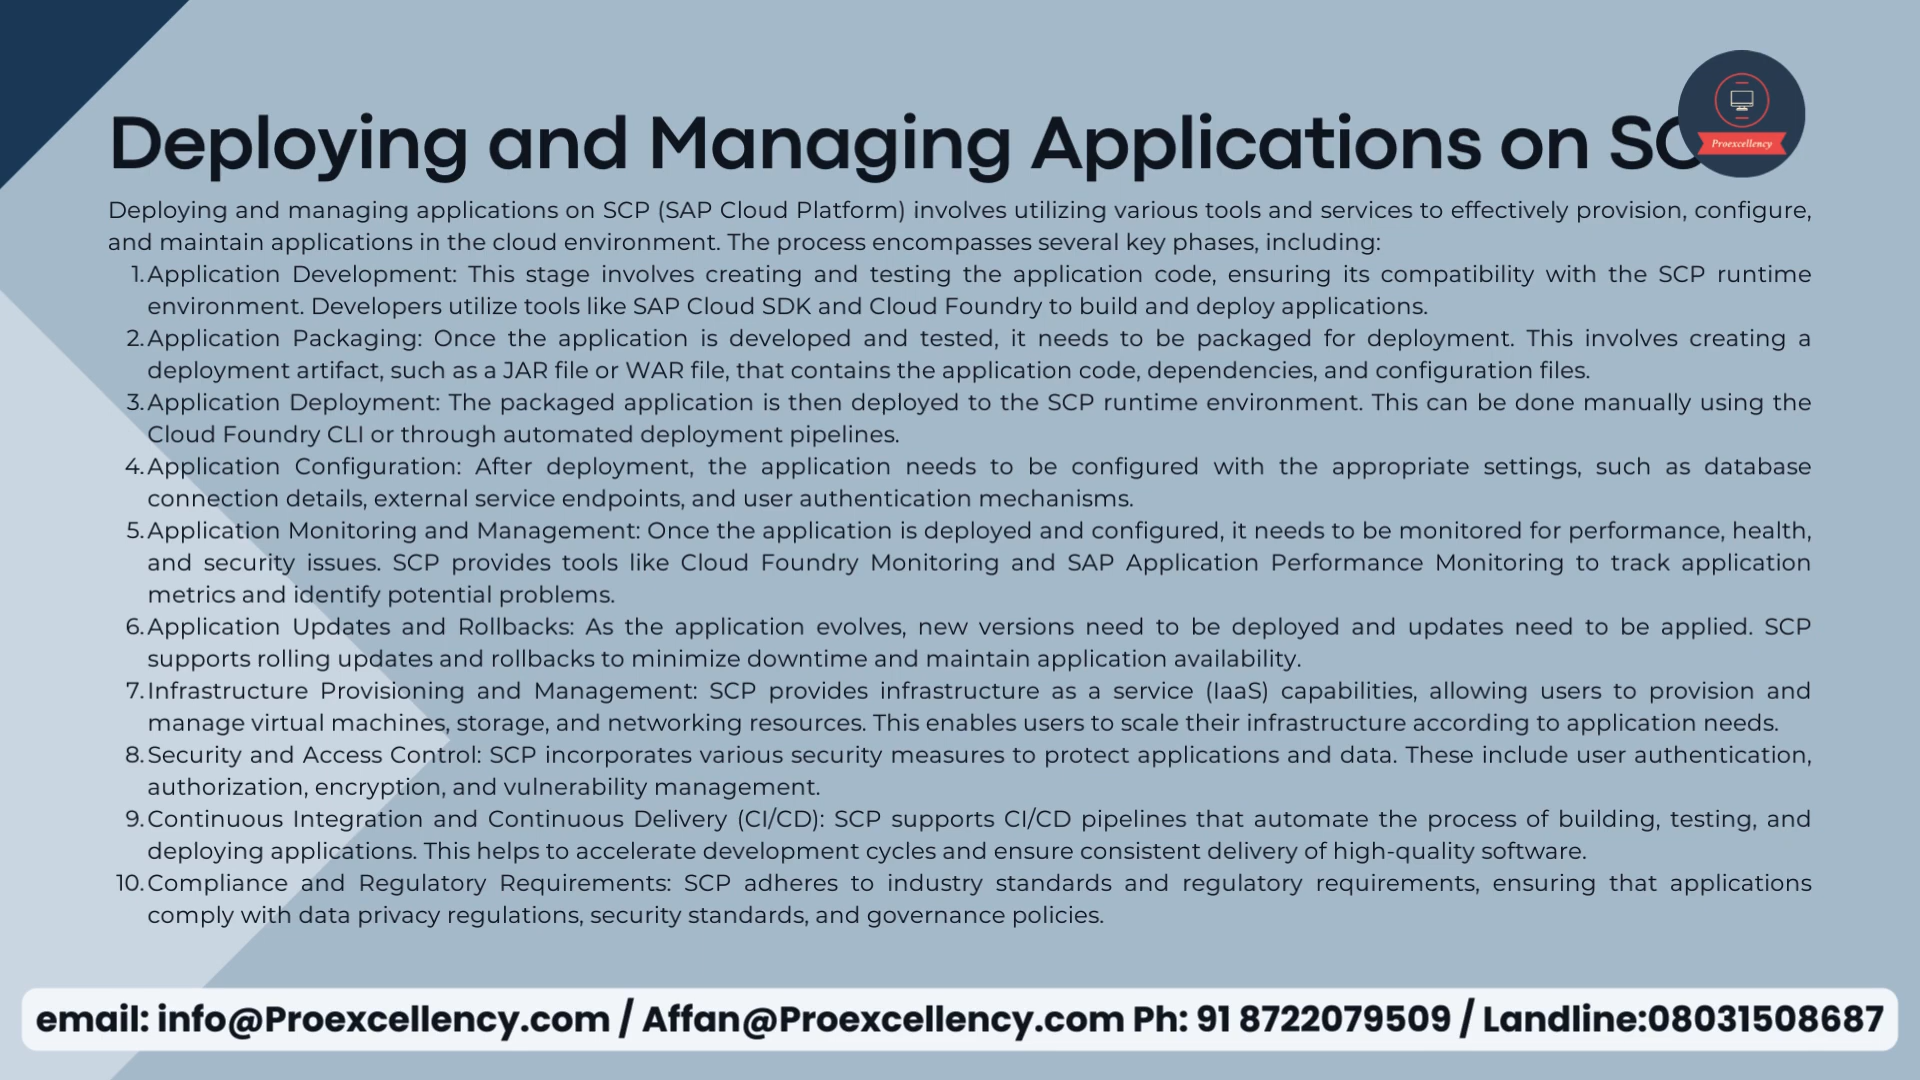 Deploying and Managing Applications on SC
Proexcellency
Deploying and managing applications on SCP (SAP Cloud Platform) involves utilizing various tools and services to effectively provision, configure,
and maintain applications in the cloud environment. The process encompasses several key phases, including:
1. Application Development: This stage involves creating and testing the application code, ensuring its compatibility with the SCP runtime
environment. Developers utilize tools like SAP Cloud SDK and Cloud Foundry to build and deploy applications.
2. Application Packaging: Once the application is developed and tested, it needs to be packaged for deployment. This involves creating a
deployment artifact, such as a JAR file or WAR file, that contains the application code, dependencies, and configuration files.
3. Application Deployment: The packaged application is then deployed to the SCP runtime environment. This can be done manually using the
Cloud Foundry CLI or through automated deployment pipelines.
4. Application Configuration: After deployment, the application needs to be configured with the appropriate settings, such as database
connection details, external service endpoints, and user authentication mechanisms.
5. Application Monitoring and Management: Once the application is deployed and configured, it needs to be monitored for performance, health,
and security issues. SCP provides tools like Cloud Foundry Monitoring and SAP Application Performance Monitoring to track application
metrics and identify potential problems.
6. Application Updates and Rollbacks: As the application evolves, new versions need to be deployed and updates need to be applied. SCP
supports rolling updates and rollbacks to minimize downtime and maintain application availability.
7. Infrastructure Provisioning and Management: SCP provides infrastructure as a service (IaaS) capabilities, allowing users to provision and
manage virtual machines, storage, and networking resources. This enables users to scale their infrastructure according to application needs.
8. Security and Access Control: SCP incorporates various security measures to protect applications and data. These include user authentication,
authorization, encryption, and vulnerability management.
9. Continuous Integration and Continuous Delivery (CI/CD): SCP supports CI/CD pipelines that automate the process of building, testing, and
deploying applications. This helps to accelerate development cycles and ensure consistent delivery of high-quality software.
10. Compliance and Regulatory Requirements: SCP adheres to industry standards and regulatory requirements, ensuring that applications
comply with data privacy regulations, security standards, and governance policies.
email: info@Proexcellency.com / Affan@Proexcellency.com Ph: 91 8722079509 / Landline:08031508687